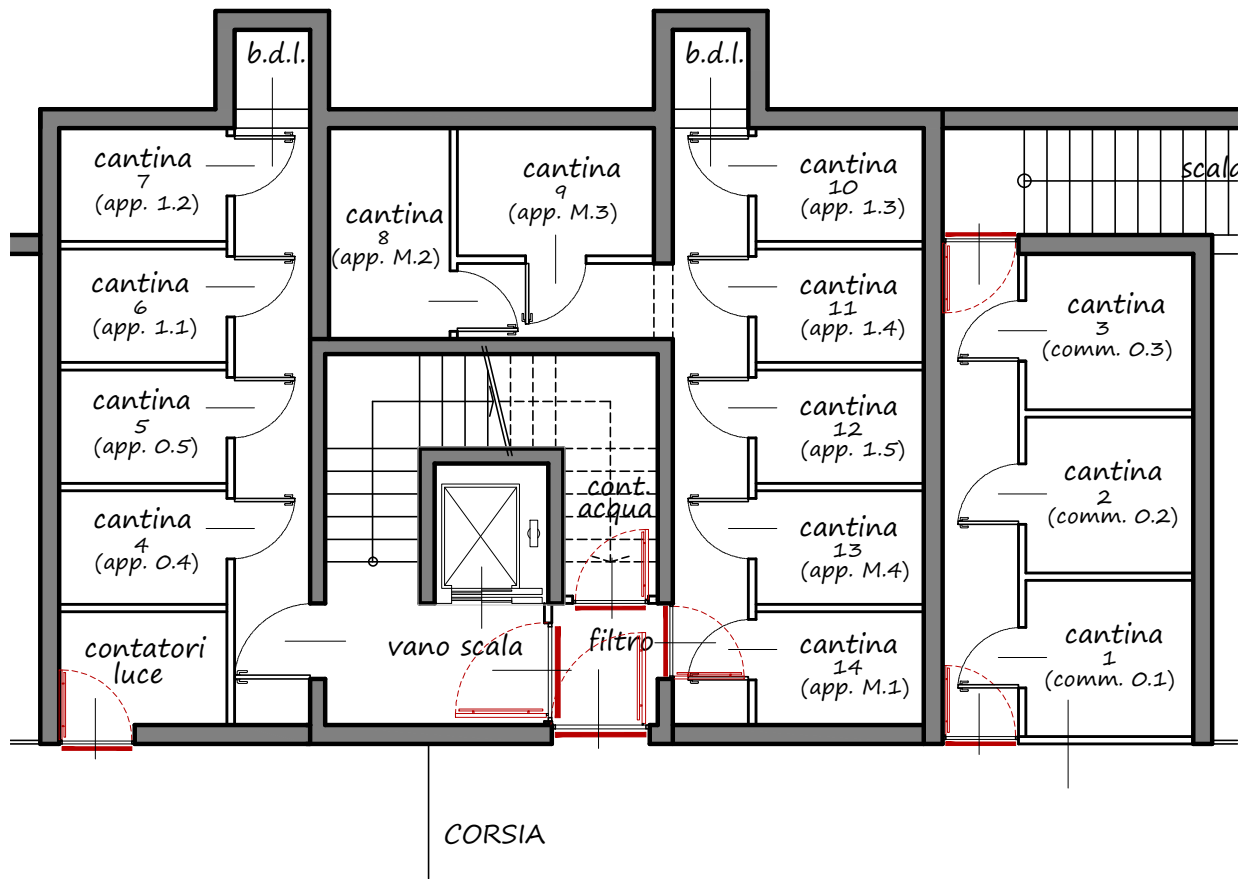 b.d.l.
b.d.l.
cantina
7
(app. 1.2)
cantina
8
(app. M.2)
cantina
9
(app. M.3)
cantina
10
(app. 1.3)
cantina
6
(app. 1.1)
cantina
11
(app. 1.4)
cantina
3
(comm. 0.3)
cantina
5
(app. 0.5)
cantina
12
(app. 1.5)
cantina
2
(comm. 0.2)
cont.
acqua
cantina
4
(app. 0.4)
cantina
13
(app. M.4)
contatori
luce
vano scala
filtro
cantina
14
(app. M.1)
cantina
1
(comm. 0.1)
CORSIA